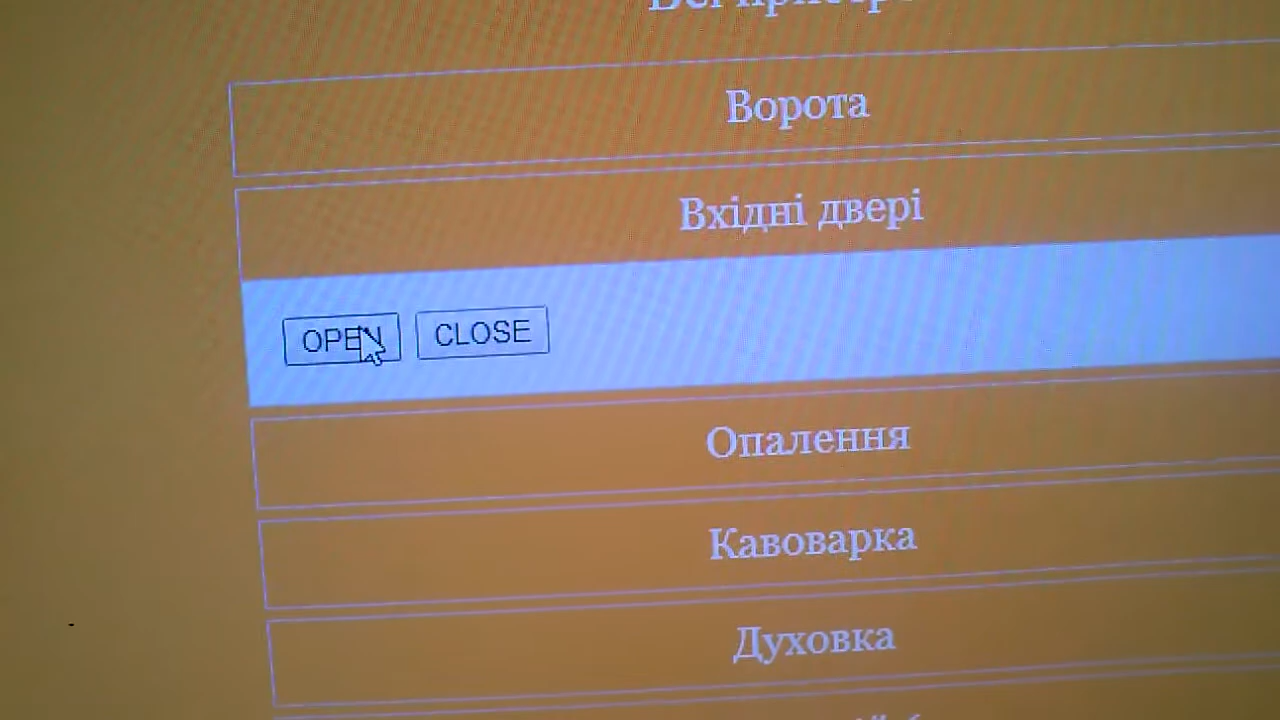 Ворота
Вхідні двері
OPEN CLOSE
Опалення
Кавоварка
Духовка